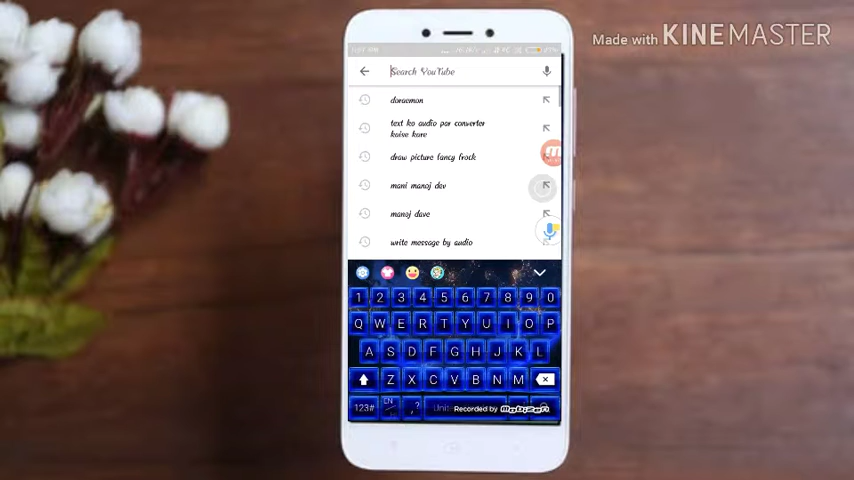 Made with KINEMASTER
Search YouTube
doraemon
text ko audio par converter
kaise kare
draw picture fancy frock
mani manoj dev
manoj dave
write message by audio
1 2 3 4 5 6 7 8 9 0
Q W E R T Y U I O P
A S D F G H J K L
Z X C V B N M
EN
123# ,? Recorded by Mobizen